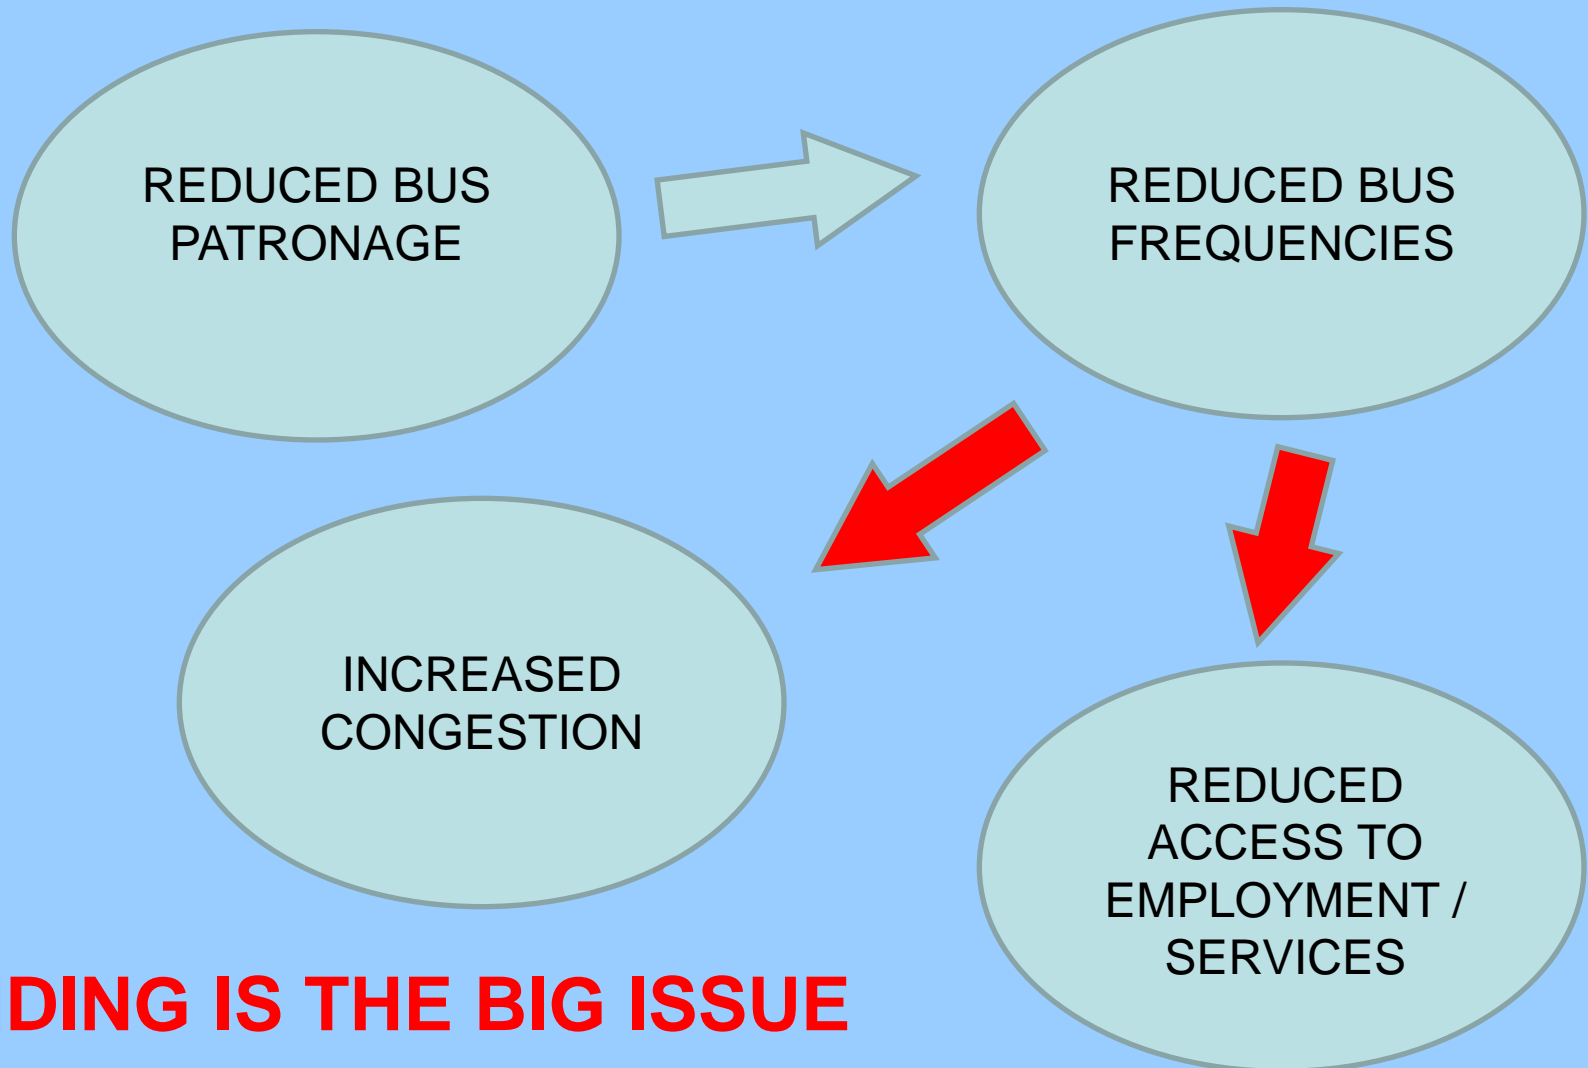 REDUCED BUS
PATRONAGE
REDUCED BUS
FREQUENCIES
INCREASED
CONGESTION
REDUCED
ACCESS TO
EMPLOYMENT /
SERVICES
DING IS THE BIG ISSUE